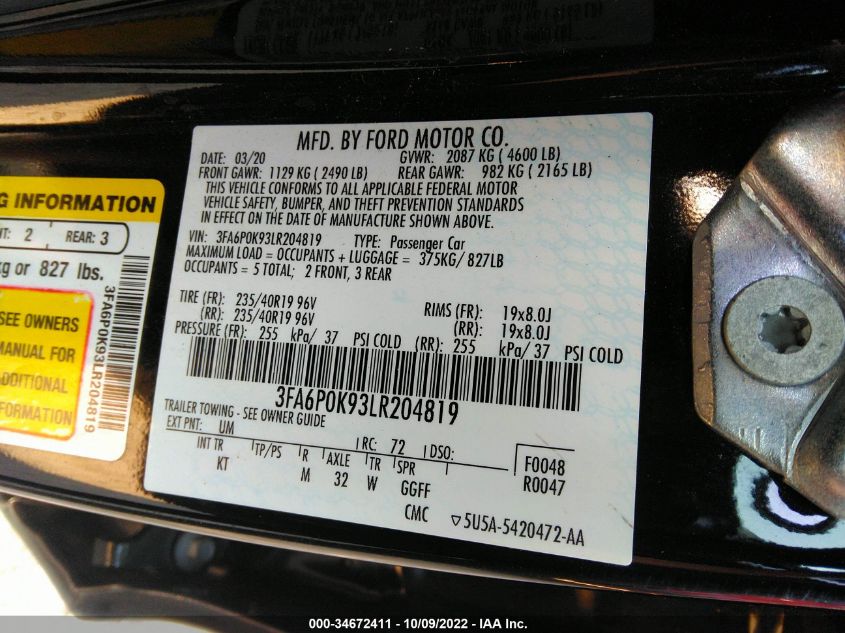 MFD. BY FORD MOTOR CO.
DATE: 03/20 GVWR: 2087 KG ( 4600 LB)
FRONT GAWR: 1129 KG ( 2490 LB) REAR GAWR: 982 KG ( 2165 LB)
THIS VEHICLE CONFORMS TO ALL APPLICABLE FEDERAL MOTOR
VEHICLE SAFETY, BUMPER, AND THEFT PREVENTION STANDARDS
IN EFFECT ON THE DATE OF MANUFACTURE SHOWN ABOVE.
VIN: 3FA6P0K93LR204819 TYPE: Passenger Car
MAXIMUM LOAD = OCCUPANTS + LUGGAGE = 375KG/ 827LB
OCCUPANTS = 5 TOTAL; 2 FRONT, 3 REAR
TIRE (FR): 235/40R19 96V RIMS (FR): 19x8.0J
(RR): 235/40R19 96V (RR): 19x8.0J
PRESSURE (FR): 255 kPa/ 37 PSI COLD (RR): 255 kPa/ 37 PSI COLD
3FA6P0K93LR204819
TRAILER TOWING - SEE OWNER GUIDE
EXT PNT: UM RC: 72 DSO:
INT TR TP/PS R AXLE TR SPR F0048
KT M 32 W GGFF R0047
CMC ▽5U5A-5420472-AA
G INFORMATION
NT: 2 REAR: 3
kg or 827 lbs.
SEE OWNERS
MANUAL FOR
ADDITIONAL
INFORMATION
3FA6P0K93LR204819
000-34672411 - 10/09/2022 - IAA Inc.